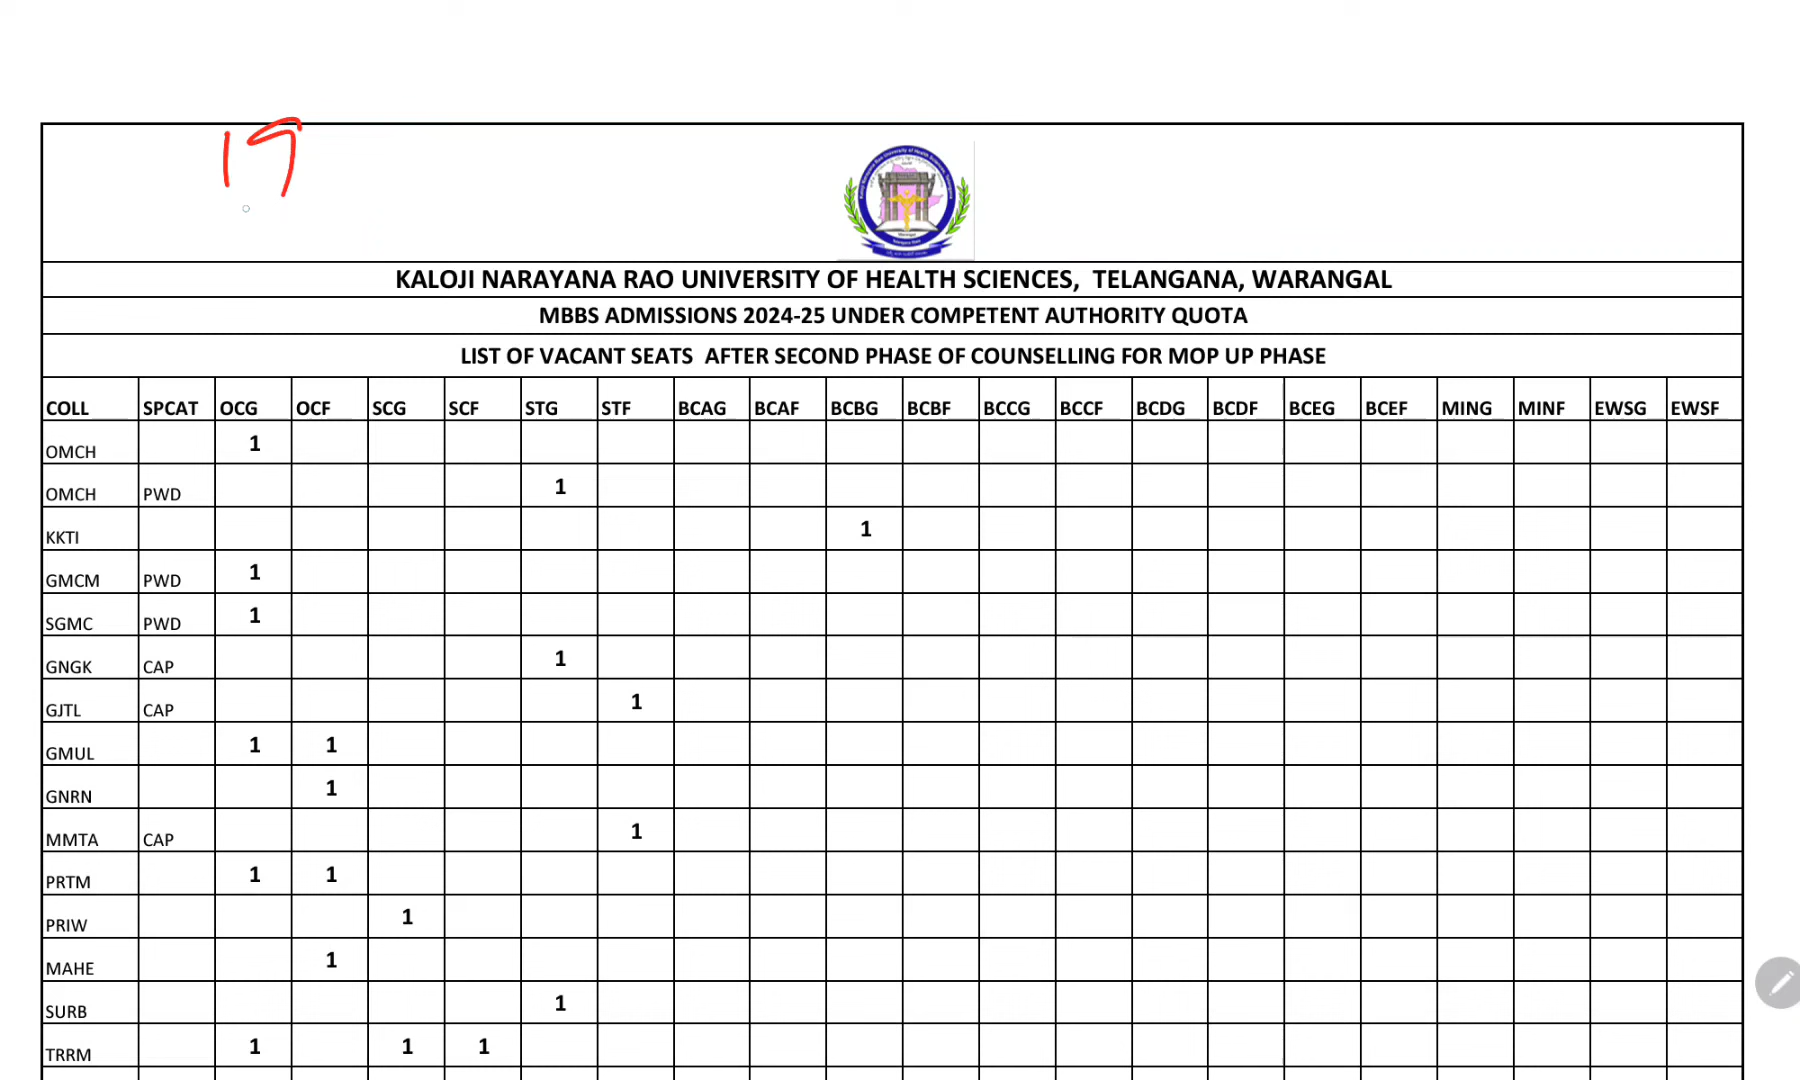 19
KALOJI NARAYANA RAO UNIVERSITY OF HEALTH SCIENCES, TELANGANA, WARANGAL
MBBS ADMISSIONS 2024-25 UNDER COMPETENT AUTHORITY QUOTA
LIST OF VACANT SEATS AFTER SECOND PHASE OF COUNSELLING FOR MOP UP PHASE
COLL SPCAT OCG OCF SCG SCF STG STF BCAG BCAF BCBG BCBF BCCG BCCF BCDG BCDF BCEG BCEF MING MINF EWSG EWSF
OMCH 1
OMCH PWD 1
KKTI 1
GMCM PWD 1
SGMC PWD 1
GNGK CAP 1
GJTL CAP 1
GMUL 1 1
GNRN 1
MMTA CAP 1
PRTM 1 1
PRIW 1
MAHE 1
SURB 1
TRRM 1 1 1